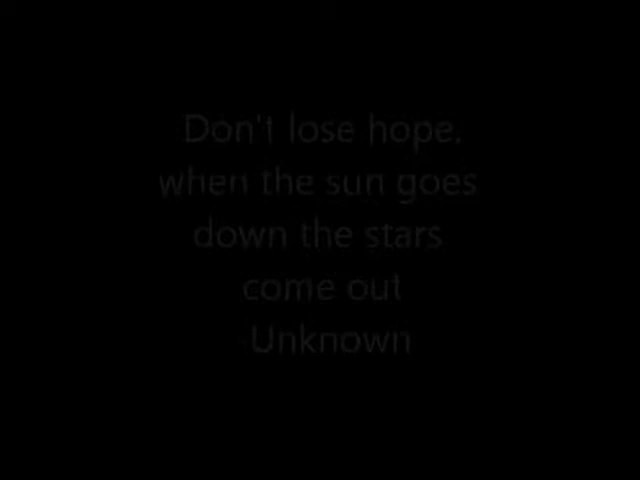 Don't lose hope.
when the sun goes
down the stars
come out
-Unknown